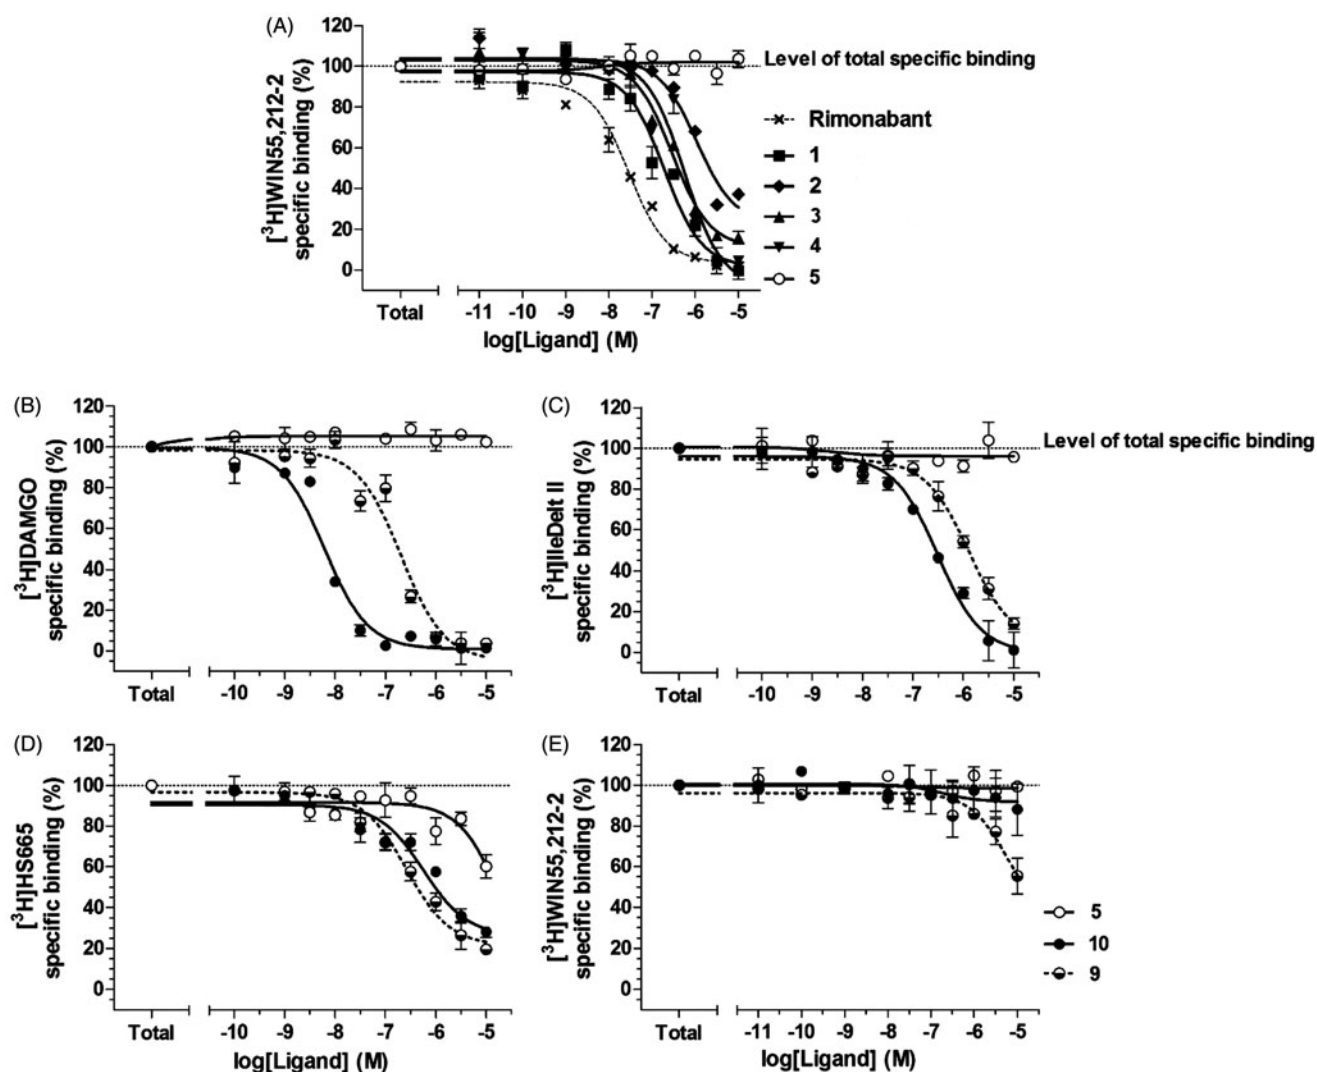 (A)
[³H]WIN55,212-2
specific binding (%)
120
100
80
60
40
20
0
Total
-11 -10 -9 -8 -7 -6 -5
log[Ligand] (M)
Level of total specific binding
Rimonabant
1
2
3
4
5
(B)
[³H]DAMGO
specific binding (%)
120
100
80
60
40
20
0
Total
-10 -9 -8 -7 -6 -5
(C)
[³H]IleDelt II
specific binding (%)
120
100
80
60
40
20
0
Total
-10 -9 -8 -7 -6 -5
Level of total specific binding
(D)
[³H]HS665
specific binding (%)
120
100
80
60
40
20
0
Total
-10 -9 -8 -7 -6 -5
log[Ligand] (M)
(E)
[³H]WIN55,212-2
specific binding (%)
120
100
80
60
40
20
0
Total
-11 -10 -9 -8 -7 -6 -5
log[Ligand] (M)
5
10
9